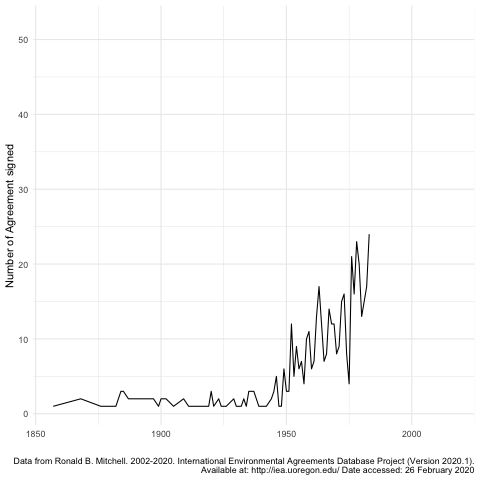 50
40
30
20
10
0
Number of Agreement signed
1850 1900 1950 2000
Data from Ronald B. Mitchell. 2002-2020. International Environmental Agreements Database Project (Version 2020.1).
Available at: http://iea.uoregon.edu/ Date accessed: 26 February 2020